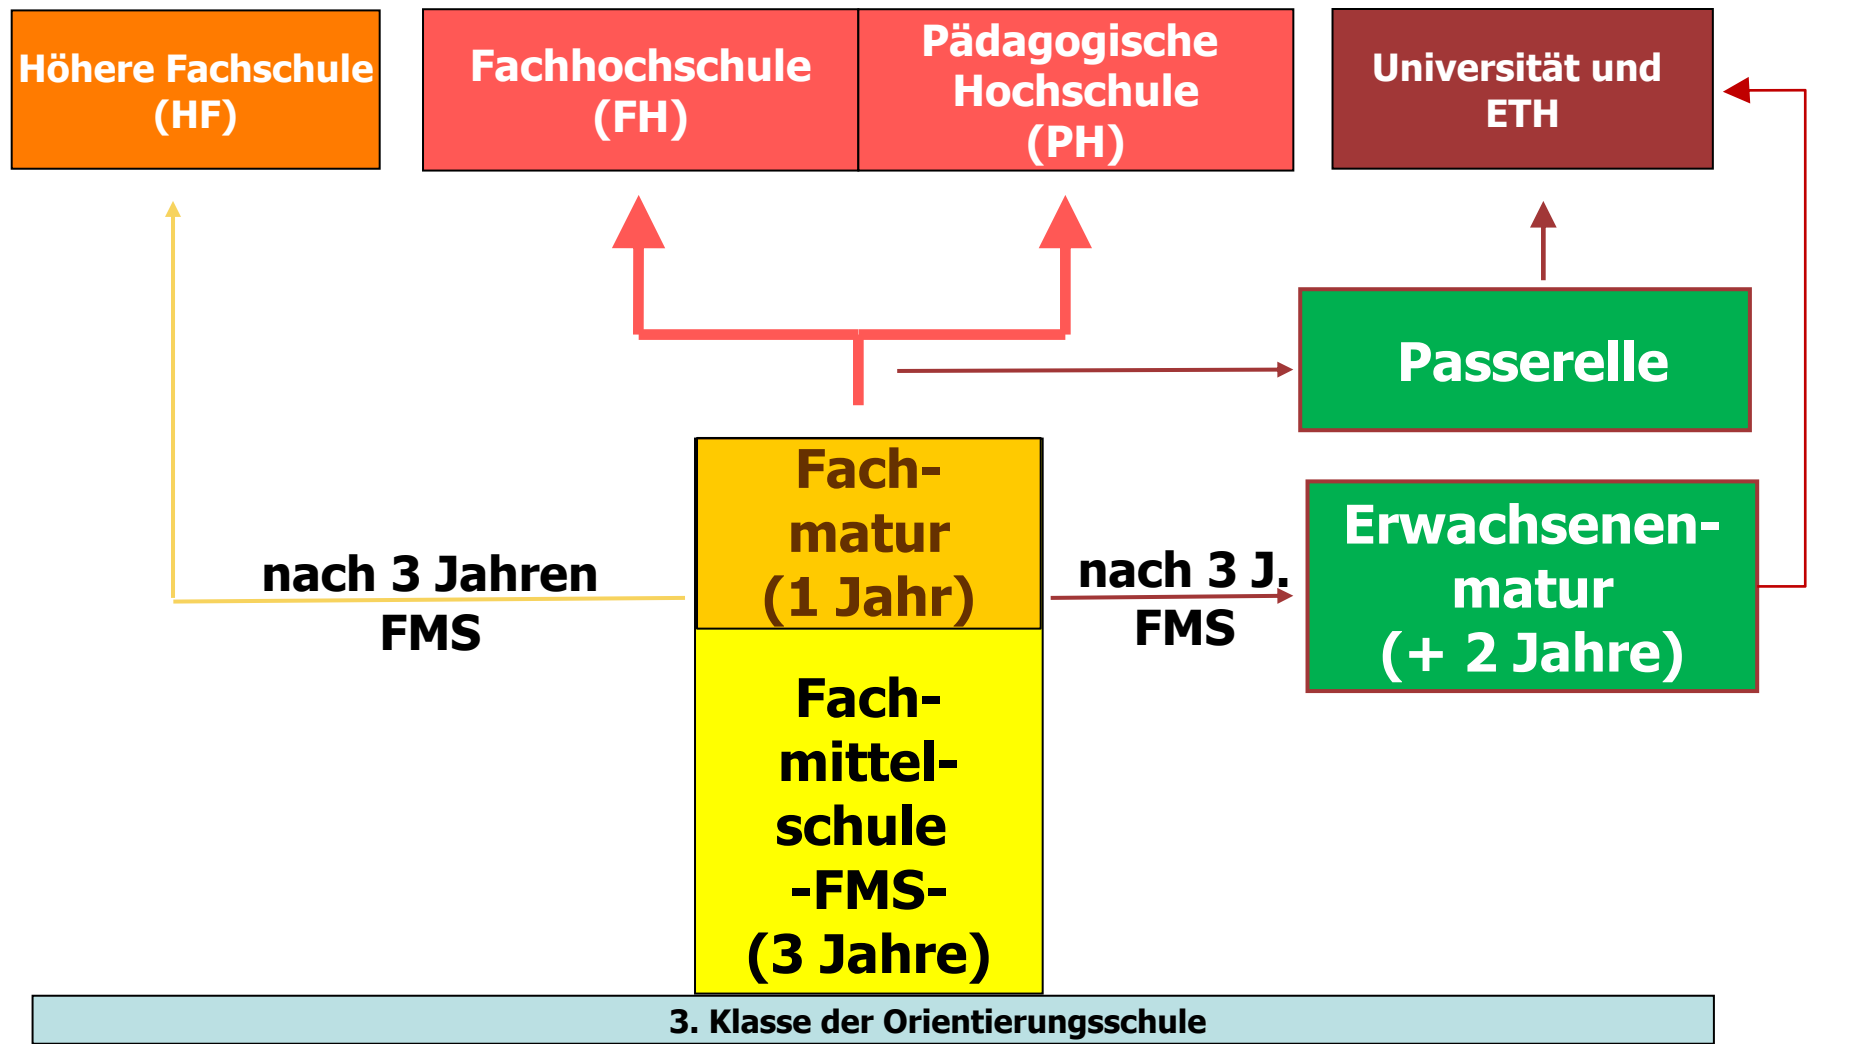 Höhere Fachschule
(HF)
Fachhochschule
(FH)
Pädagogische
Hochschule
(PH)
Universität und
ETH
Passerelle
Fach-
matur
(1 Jahr)
nach 3 Jahren
FMS
nach 3 J.
FMS
Erwachsenen-
matur
(+ 2 Jahre)
Fach-
mittel-
schule
-FMS-
(3 Jahre)
3. Klasse der Orientierungsschule